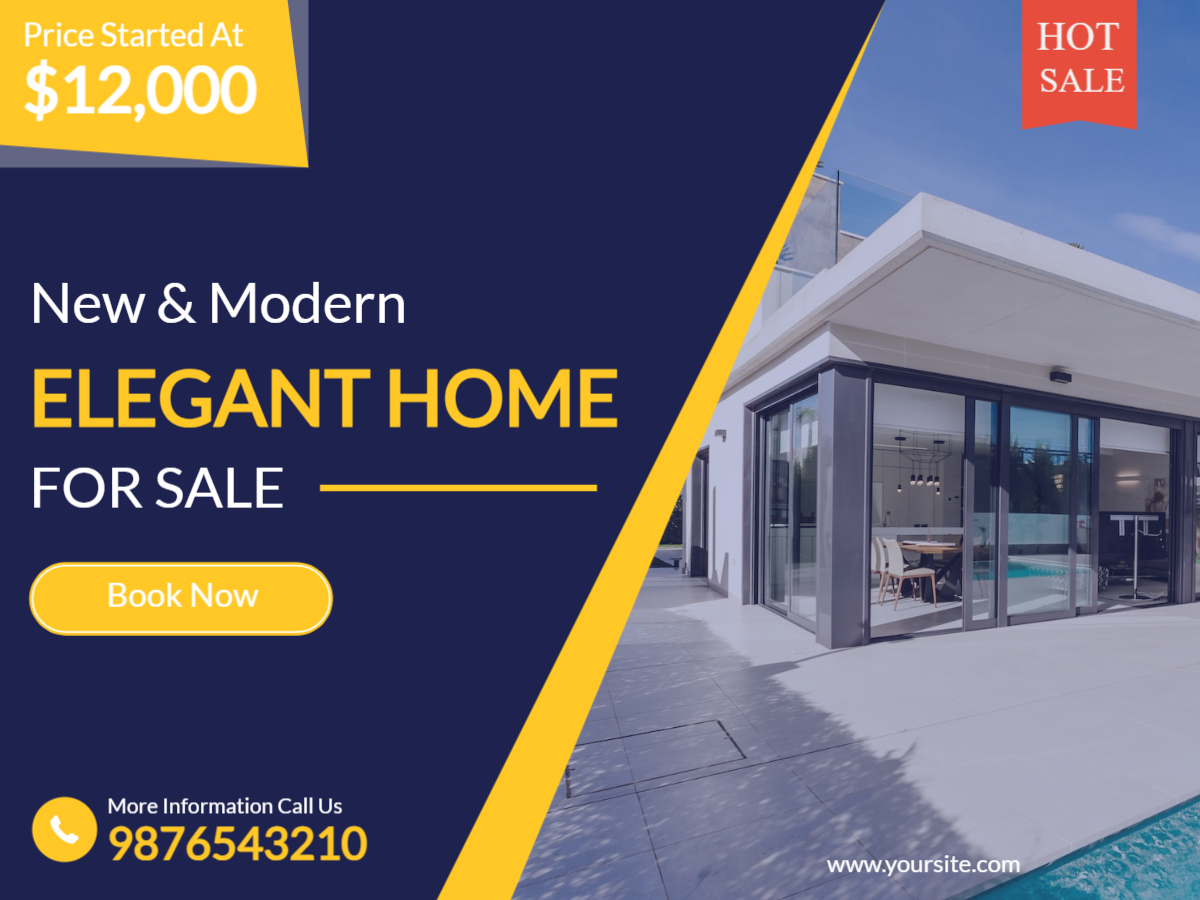 Price Started At
$12,000
HOT
SALE
New & Modern
ELEGANT HOME
FOR SALE
Book Now
More Information Call Us
9876543210
www.yoursite.com